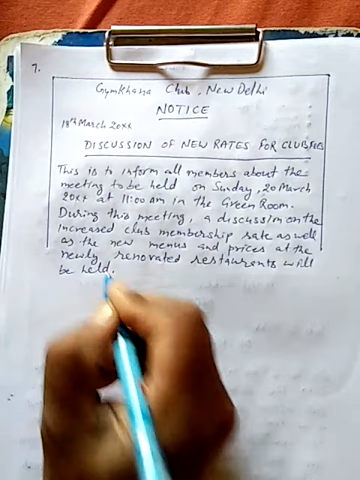 7.
Gymkhana Club, New Delhi
NOTICE
18th March 20xx
DISCUSSION OF NEW RATES FOR CLUB FEES
This is to inform all members about the
meeting to be held on Sunday, 20 March
20xx at 11:00 am in the Green Room.
During this meeting, a discussion on the
increased club membership rate as well
as the new menus and prices at the
newly renovated restaurants will
be held.